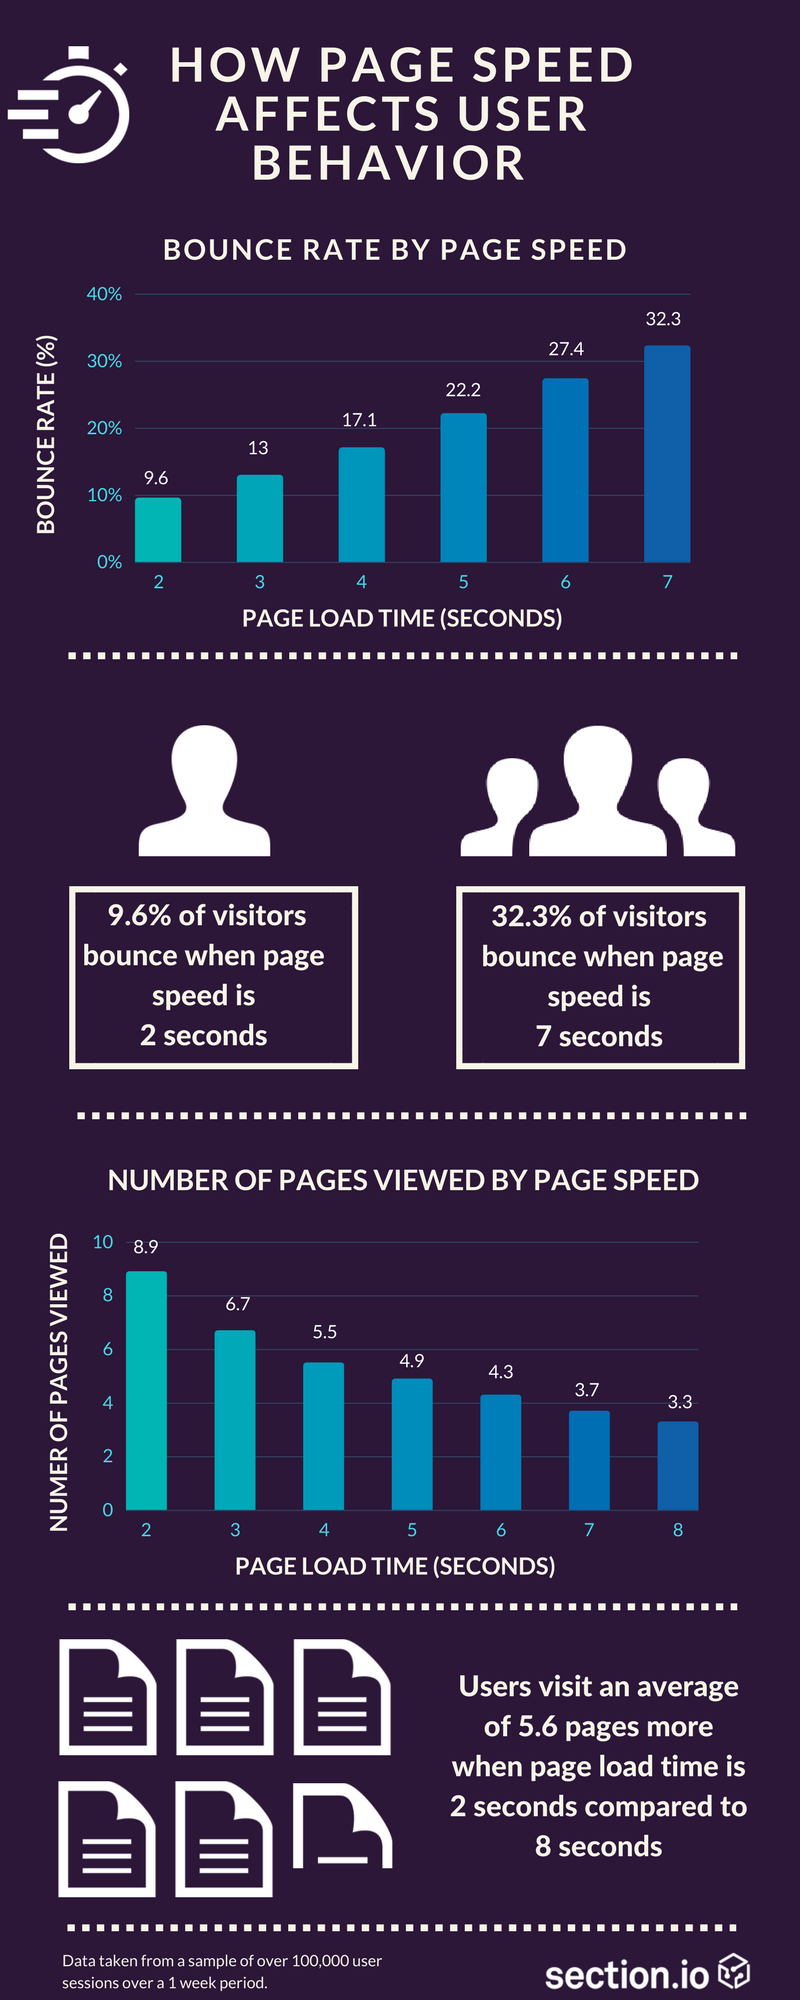 HOW PAGE SPEED
AFFECTS USER
BEHAVIOR
BOUNCE RATE BY PAGE SPEED
BOUNCE RATE (%)
40%
30%
20%
10%
0%
9.6
13
17.1
22.2
27.4
32.3
2 3 4 5 6 7
PAGE LOAD TIME (SECONDS)
9.6% of visitors
bounce when page
speed is
2 seconds
32.3% of visitors
bounce when page
speed is
7 seconds
NUMBER OF PAGES VIEWED BY PAGE SPEED
NUMER OF PAGES VIEWED
10
8
6
4
2
0
8.9
6.7
5.5
4.9
4.3
3.7
3.3
2 3 4 5 6 7 8
PAGE LOAD TIME (SECONDS)
Users visit an average
of 5.6 pages more
when page load time is
2 seconds compared to
8 seconds
Data taken from a sample of over 100,000 user
sessions over a 1 week period.
section.io